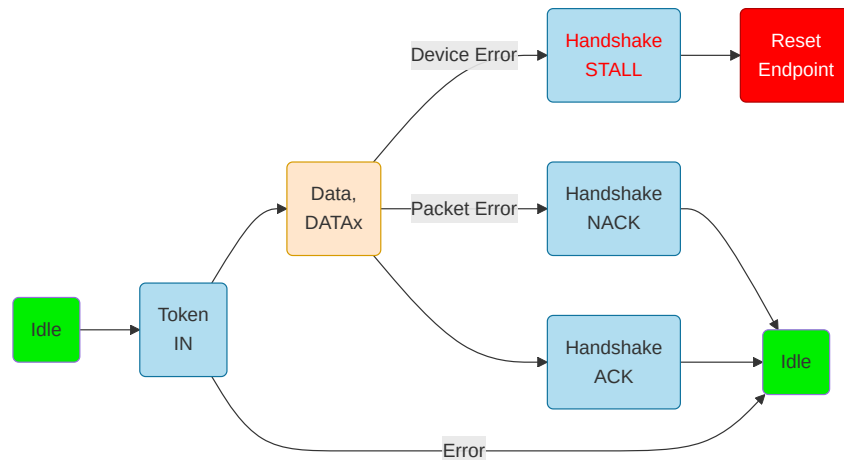 Device Error
Handshake
STALL
Reset
Endpoint
Data,
DATAx
Packet Error
Handshake
NACK
Idle
Token
IN
Handshake
ACK
Idle
Error